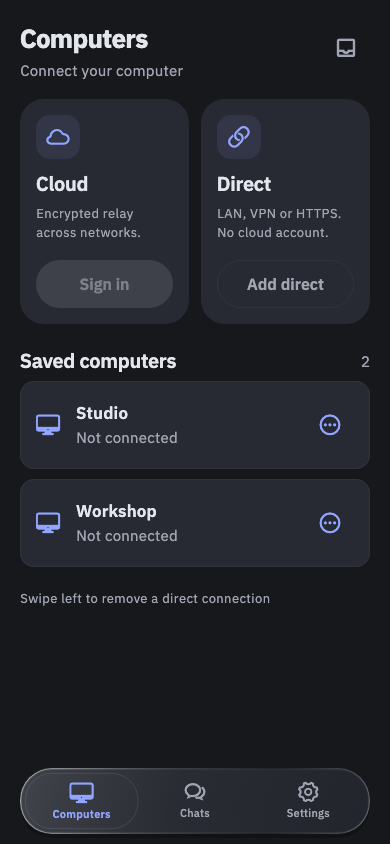 Computers
Connect your computer
Cloud
Encrypted relay
across networks.
Sign in
Direct
LAN, VPN or HTTPS.
No cloud account.
Add direct
Saved computers
2
Studio
Not connected
Workshop
Not connected
Swipe left to remove a direct connection
Computers
Chats
Settings